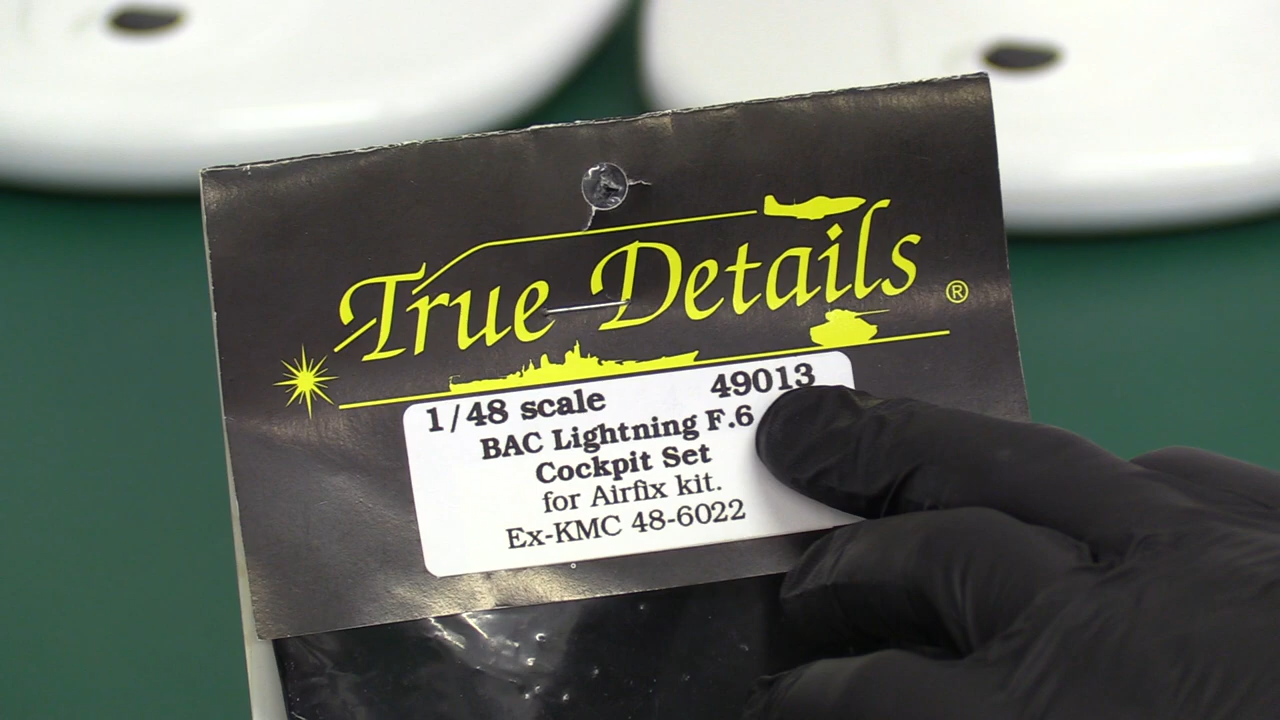 True Details ®
1/48 scale 49013
BAC Lightning F.6
Cockpit Set
for Airfix kit.
Ex-KMC 48-6022